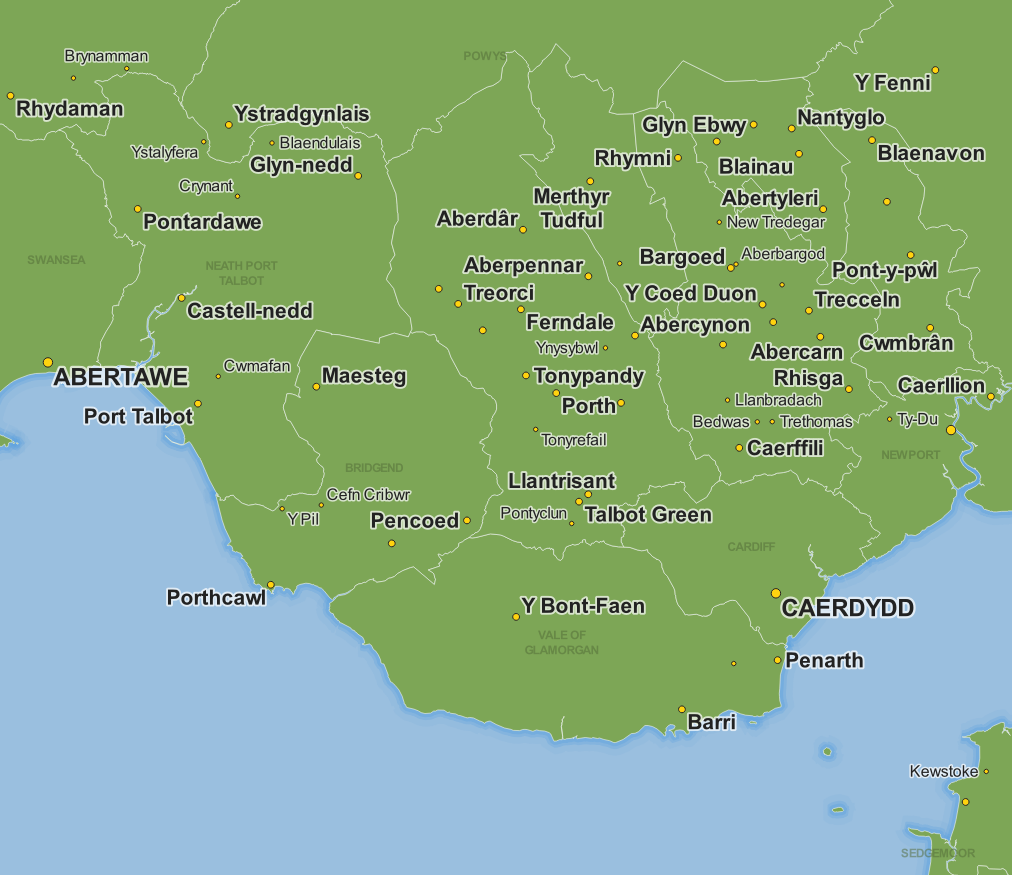 Brynamman
POWYS
Y Fenni
Rhydaman
Ystradgynlais
Nantyglo
Glyn Ebwy
Blaendulais
Ystalyfera
Blaenavon
Rhymni
Glyn-nedd
Blainau
Crynant
Merthyr
Tudful
Abertyleri
Pontardawe
Aberdâr
New Tredegar
SWANSEA
NEATH PORT
TALBOT
Aberpennar
Bargoed
Aberbargod
Pont-y-pŵl
Treorci
Y Coed Duon
Trecceln
Castell-nedd
Ferndale
Abercynon
Cwmbrân
Ynysybwl
Abercarn
Cwmafan
ABERTAWE
Maesteg
Tonypandy
Rhisga
Caerllion
Port Talbot
Porth
Llanbradach
Bedwas
Trethomas
Ty-Du
Tonyrefail
Caerffili
NEWPORT
BRIDGEND
Llantrisant
Cefn Cribwr
Y Pil
Pencoed
Pontyclun
Talbot Green
CARDIFF
Porthcawl
Y Bont-Faen
CAERDYDD
VALE OF
GLAMORGAN
Penarth
Barri
Kewstoke
SEDGEMOOR